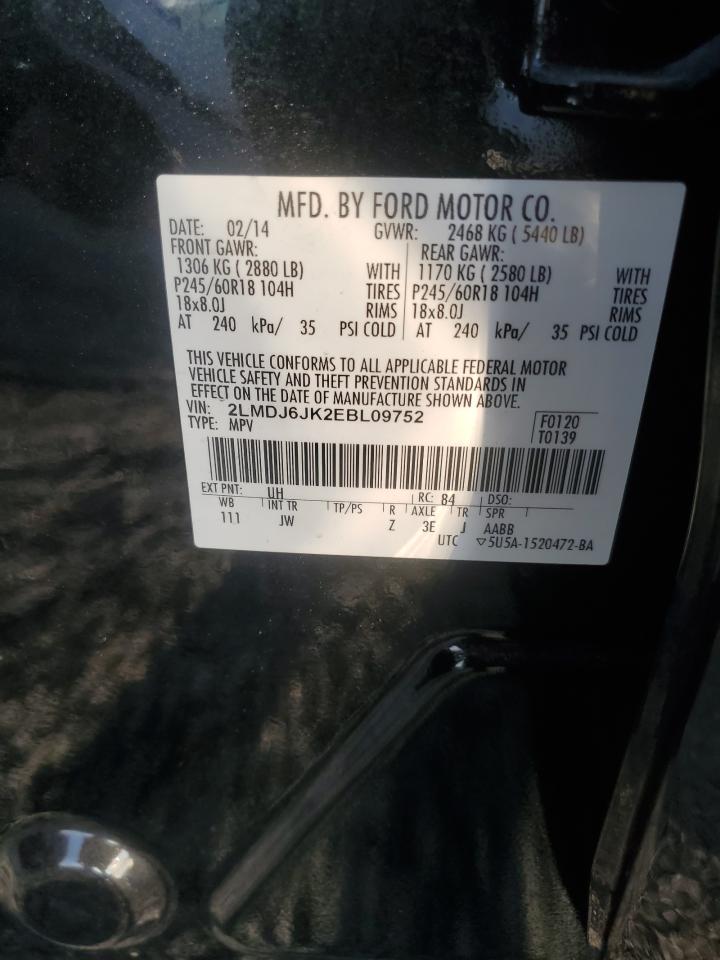 MFD. BY FORD MOTOR CO.
DATE: 02/14 GVWR: 2468 KG ( 5440 LB)
FRONT GAWR: REAR GAWR:
1306 KG ( 2880 LB) WITH 1170 KG ( 2580 LB) WITH
P245/60R18 104H TIRES P245/60R18 104H TIRES
18x8.0J RIMS 18x8.0J RIMS
AT 240 kPa/ 35 PSI COLD AT 240 kPa/ 35 PSI COLD
THIS VEHICLE CONFORMS TO ALL APPLICABLE FEDERAL MOTOR
VEHICLE SAFETY AND THEFT PREVENTION STANDARDS IN
EFFECT ON THE DATE OF MANUFACTURE SHOWN ABOVE.
VIN: 2LMDJ6JK2EBL09752 F0120
TYPE: MPV T0139
EXT PNT: UH RC: 84 DSO:
WB INT TR TP/PS R AXLE TR SPR
111 JW Z 3E J AABB
UTC ▽5U5A-1520472-BA